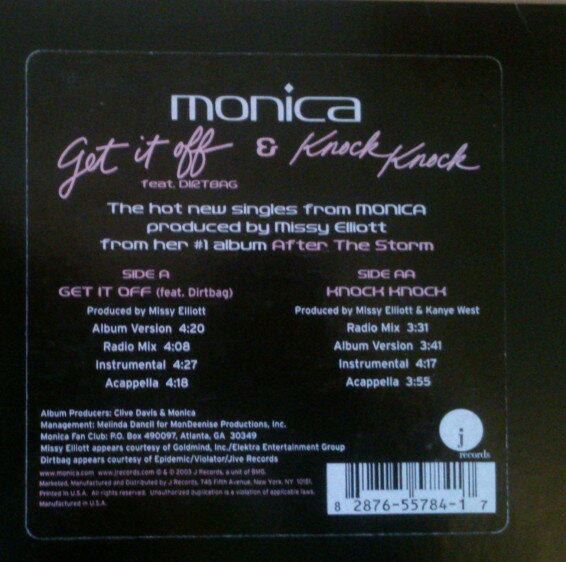 monica
Get it off & Knock Knock
feat. DIRTBAG
The hot new singles from MONICA
produced by Missy Elliott
from her #1 album After The Storm
SIDE A
GET IT OFF (feat. Dirtbag)
Produced by Missy Elliott
Album Version 4:20
Radio Mix 4:08
Instrumental 4:27
Acappella 4:18
SIDE AA
KNOCK KNOCK
Produced by Missy Elliott & Kanye West
Radio Mix 3:31
Album Version 3:41
Instrumental 4:17
Acappella 3:55
Album Producers: Clive Davis & Monica
Management: Melinda Dancil for MonDeenise Productions, Inc.
Monica Fan Club: P.O. Box 490097, Atlanta, GA 30349
Missy Elliott appears courtesy of Goldmind, Inc./Elektra Entertainment Group
Dirtbag appears courtesy of Epidemic/Violator/Jive Records
www.monica.com www.jrecords.com © & ℗ 2003 J Records, a unit of BMG.
Marketed, Manufactured and Distributed by J Records, 745 Fifth Avenue, New York, NY 10151.
Printed in U.S.A. All rights reserved. Unauthorized duplication is a violation of applicable laws.
Manufactured in U.S.A.
j
records
8 28765-55784-1 7